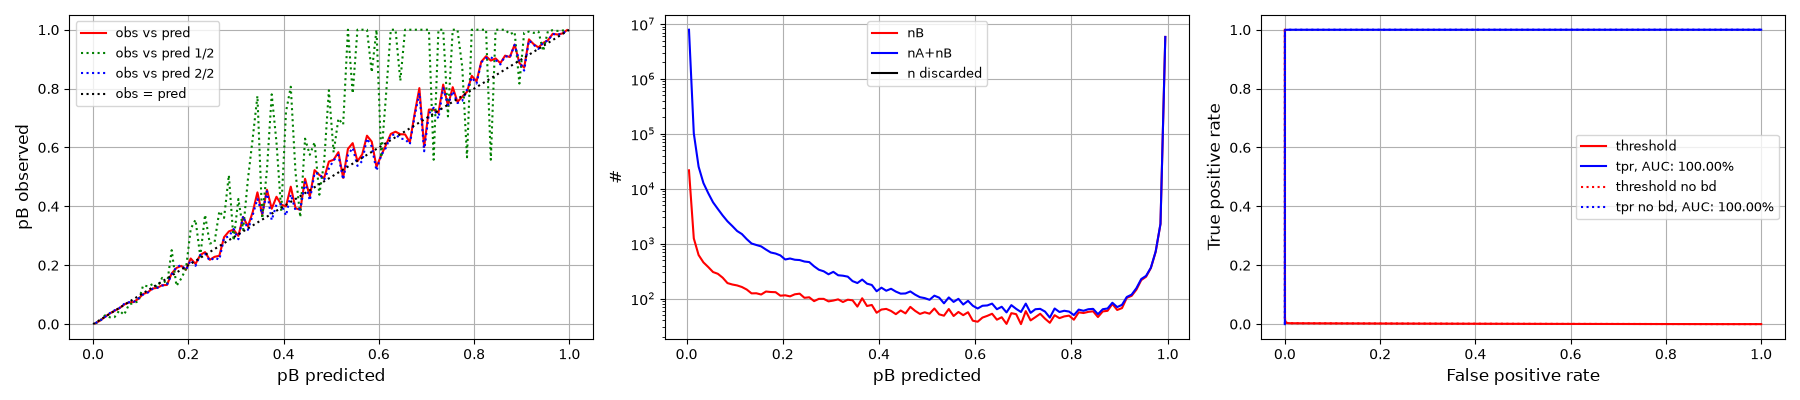 pB observed
1.0
0.8
0.6
0.4
0.2
0.0
obs vs pred
obs vs pred 1/2
obs vs pred 2/2
obs = pred
0.0 0.2 0.4 0.6 0.8 1.0
pB predicted
#
10^7
10^6
10^5
10^4
10^3
10^2
nB
nA+nB
n discarded
0.0 0.2 0.4 0.6 0.8 1.0
pB predicted
True positive rate
1.0
0.8
0.6
0.4
0.2
0.0
threshold
tpr, AUC: 100.00%
threshold no bd
tpr no bd, AUC: 100.00%
0.0 0.2 0.4 0.6 0.8 1.0
False positive rate